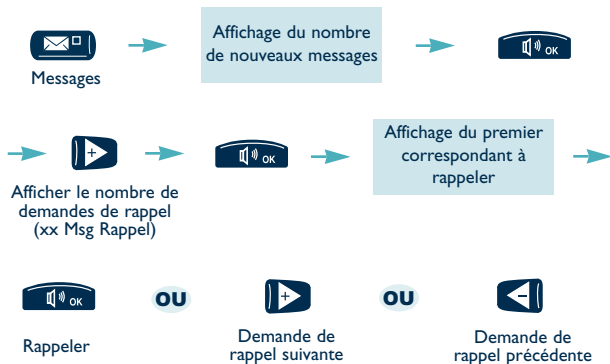 Affichage du nombre
de nouveaux messages
OK
Messages
+
OK
Affichage du premier
correspondant à
rappeler
Afficher le nombre de
demandes de rappel
(xx Msg Rappel)
OK
OU
+
OU
-
Rappeler
Demande de
rappel suivante
Demande de
rappel précédente